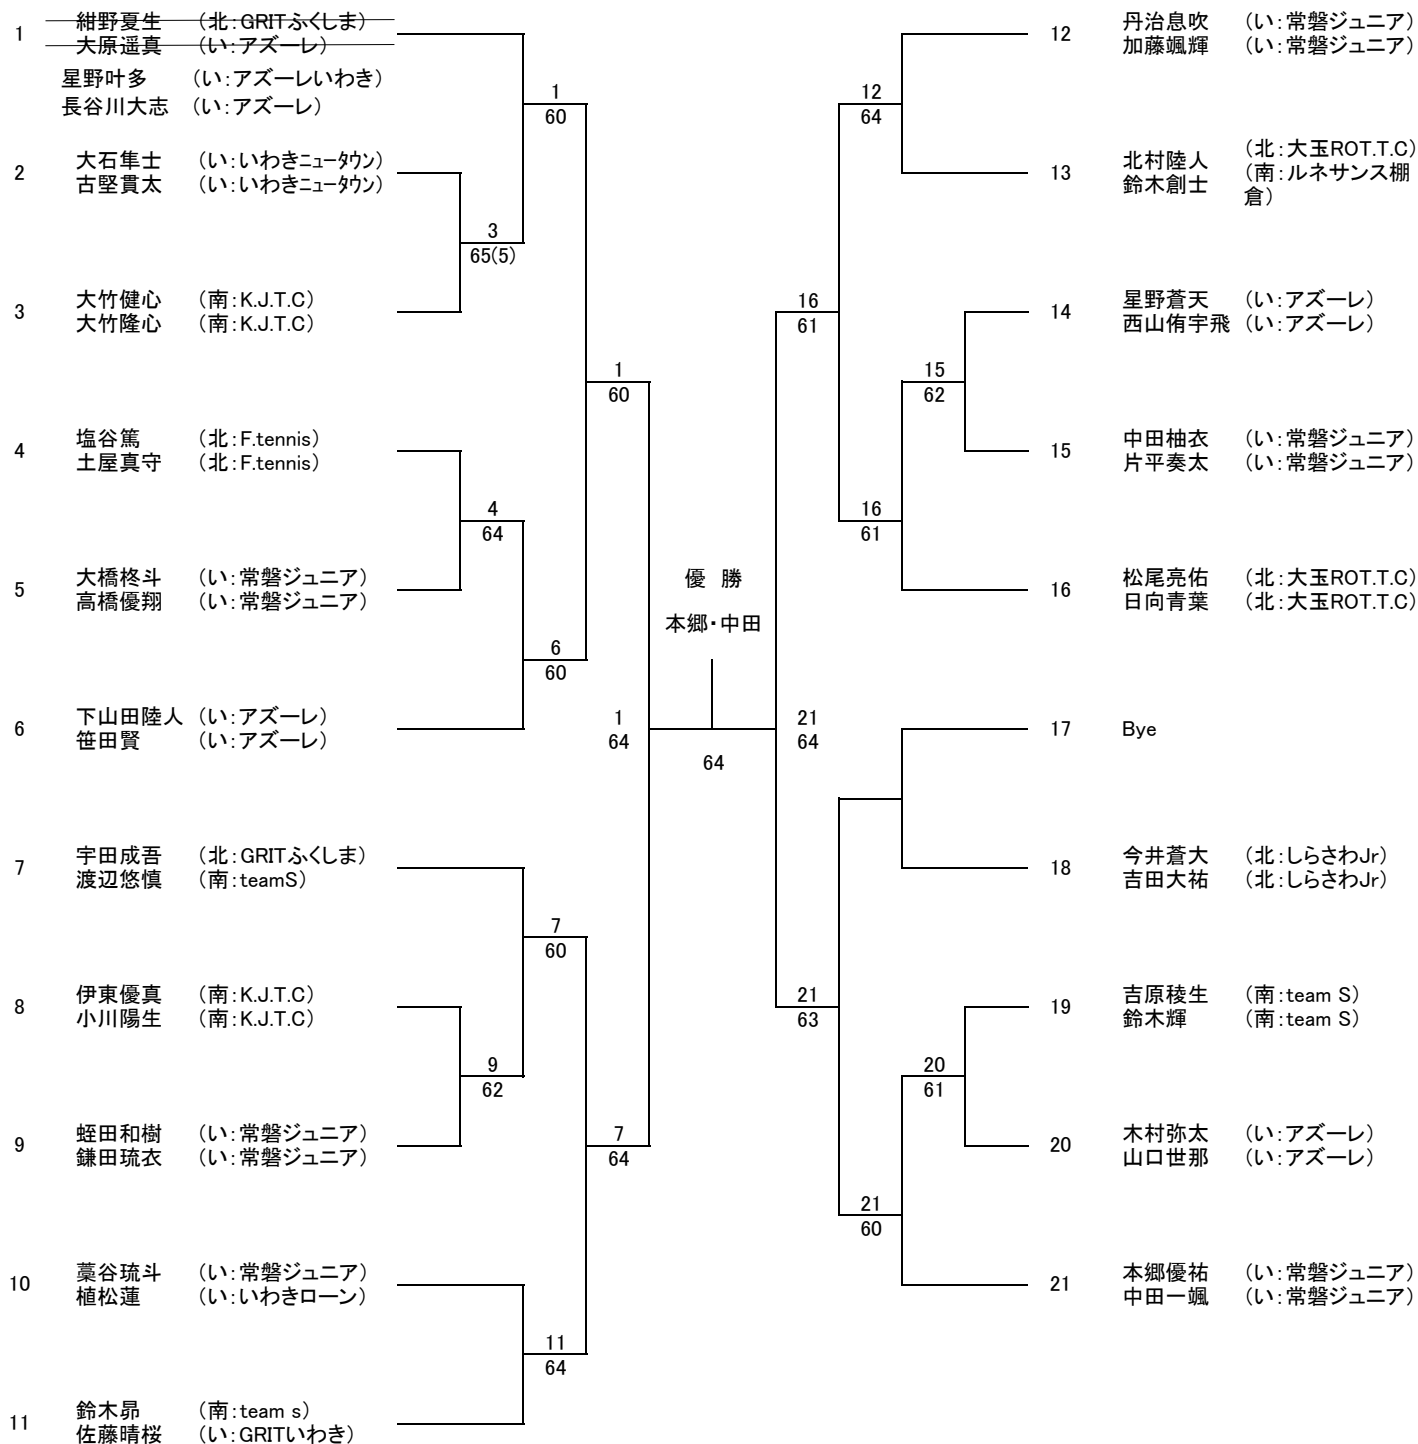 1 紺野夏生 （北：GRITふくしま）
大原遥真 （い：アズーレ）
星野叶多 （い：アズーレいわき）
長谷川大志 （い：アズーレ）
1
60
2 大石隼士 （い：いわきニュータウン）
古堅貫太 （い：いわきニュータウン）
3
65(5)
3 大竹健心 （南：K.J.T.C）
大竹隆心 （南：K.J.T.C）
1
60
4 塩谷篤 （北：F.tennis）
土屋真守 （北：F.tennis）
4
64
5 大橋柊斗 （い：常磐ジュニア）
高橋優翔 （い：常磐ジュニア）
6
60
6 下山田陸人 （い：アズーレ）
笹田賢 （い：アズーレ）
1
64
7 宇田成吾 （北：GRITふくしま）
渡辺悠慎 （南：teamS）
7
60
8 伊東優真 （南：K.J.T.C）
小川陽生 （南：K.J.T.C）
9
62
9 蛭田和樹 （い：常磐ジュニア）
鎌田琉衣 （い：常磐ジュニア）
7
64
10 藁谷琉斗 （い：常磐ジュニア）
植松蓮 （い：いわきローン）
11
64
11 鈴木昴 （南：team s）
佐藤晴桜 （い：GRITいわき）
優　勝
本郷・中田
64
12 丹治息吹 （い：常磐ジュニア）
加藤颯輝 （い：常磐ジュニア）
12
64
13 北村陸人 （北：大玉ROT.T.C）
鈴木創士 （南：ルネサンス棚
倉）
16
61
14 星野蒼天 （い：アズーレ）
西山侑宇飛 （い：アズーレ）
15
62
15 中田柚衣 （い：常磐ジュニア）
片平奏太 （い：常磐ジュニア）
16
61
16 松尾亮佑 （北：大玉ROT.T.C）
日向青葉 （北：大玉ROT.T.C）
21
64
17 Bye
18 今井蒼大 （北：しらさわJr）
吉田大祐 （北：しらさわJr）
21
63
19 吉原稜生 （南：team S）
鈴木輝 （南：team S）
20
61
20 木村弥太 （い：アズーレ）
山口世那 （い：アズーレ）
21
60
21 本郷優祐 （い：常磐ジュニア）
中田一颯 （い：常磐ジュニア）